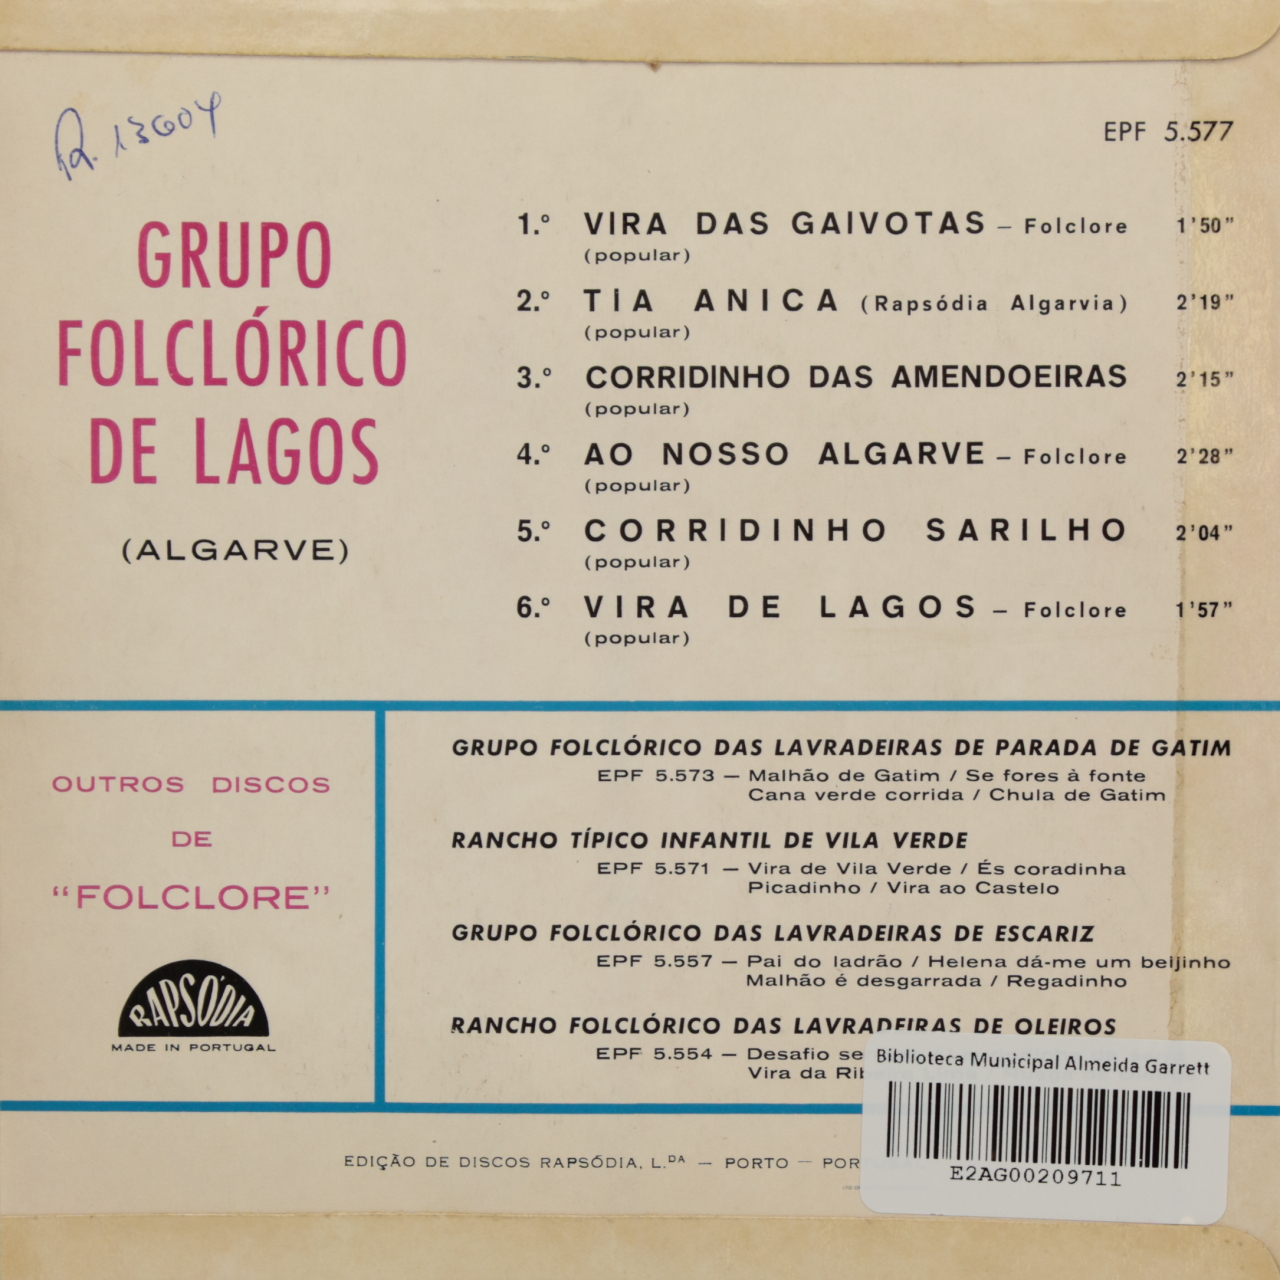 R. 13604
EPF 5.577
GRUPO
FOLCLÓRICO
DE LAGOS
(ALGARVE)
1.º VIRA DAS GAIVOTAS — Folclore 1'50"
(popular)
2.º TIA ANICA (Rapsódia Algarvia) 2'19"
(popular)
3.º CORRIDINHO DAS AMENDOEIRAS 2'15"
(popular)
4.º AO NOSSO ALGARVE — Folclore 2'28"
(popular)
5.º CORRIDINHO SARILHO 2'04"
(popular)
6.º VIRA DE LAGOS — Folclore 1'57"
(popular)
OUTROS DISCOS
DE
"FOLCLORE"
RAPSÓDIA
MADE IN PORTUGAL
GRUPO FOLCLÓRICO DAS LAVRADEIRAS DE PARADA DE GATIM
EPF 5.573 — Malhão de Gatim / Se fores à fonte
Cana verde corrida / Chula de Gatim
RANCHO TÍPICO INFANTIL DE VILA VERDE
EPF 5.571 — Vira de Vila Verde / És coradinha
Picadinho / Vira ao Castelo
GRUPO FOLCLÓRICO DAS LAVRADEIRAS DE ESCARIZ
EPF 5.557 — Pai do ladrão / Helena dá-me um beijinho
Malhão é desgarrada / Regadinho
RANCHO FOLCLÓRICO DAS LAVRADEIRAS DE OLEIROS
EPF 5.554 — Desafio se
Vira da Rib
EDIÇÃO DE DISCOS RAPSÓDIA, L.DA — PORTO — POR
Biblioteca Municipal Almeida Garrett
E2AG00209711